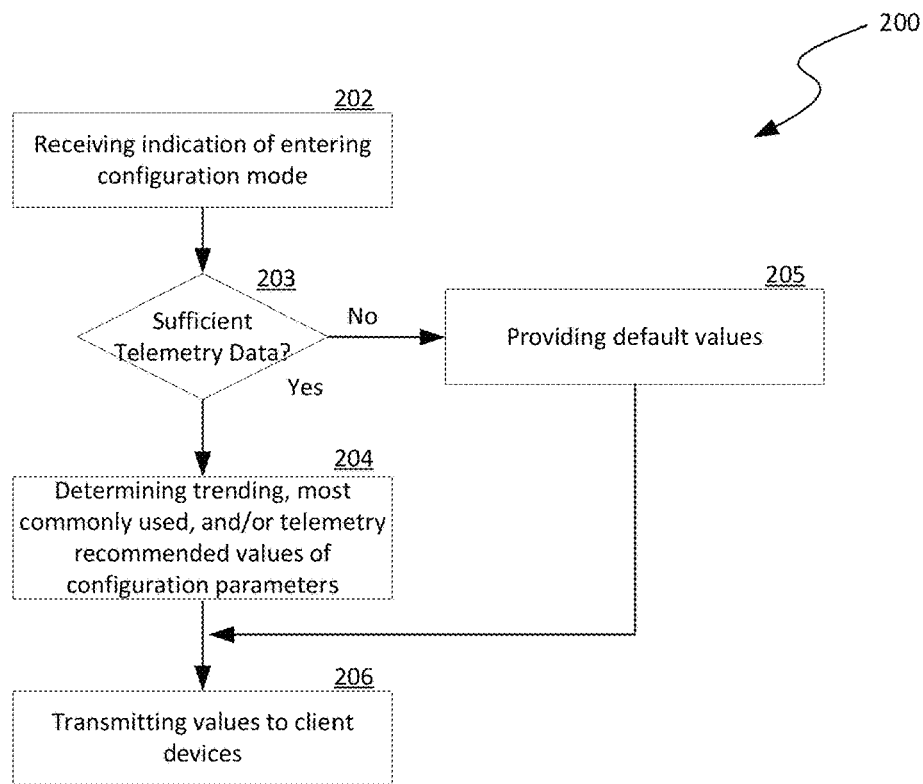 200
202
Receiving indication of entering
configuration mode
203
Sufficient
Telemetry Data?
No
Yes
205
Providing default values
204
Determining trending, most
commonly used, and/or telemetry
recommended values of
configuration parameters
206
Transmitting values to client
devices